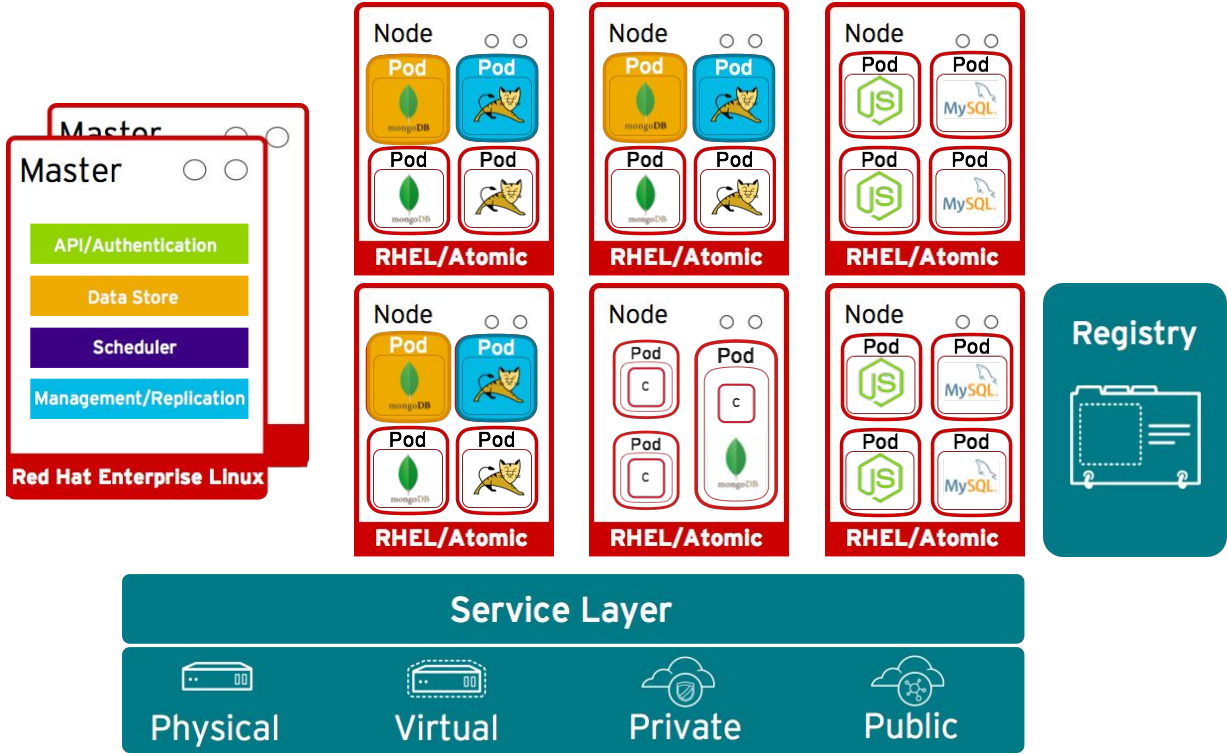 Master
Master
API/Authentication
Data Store
Scheduler
Management/Replication
Red Hat Enterprise Linux
Node
Pod
mongoDB
Pod
Pod
mongoDB
Pod
RHEL/Atomic
Node
Pod
mongoDB
Pod
Pod
mongoDB
Pod
RHEL/Atomic
Node
Pod
JS
Pod
MySQL
Pod
JS
Pod
MySQL
RHEL/Atomic
Node
Pod
mongoDB
Pod
Pod
mongoDB
Pod
RHEL/Atomic
Node
Pod
C
Pod
C
Pod
C
mongoDB
RHEL/Atomic
Node
Pod
JS
Pod
MySQL
Pod
JS
Pod
MySQL
RHEL/Atomic
Registry
Service Layer
Physical
Virtual
Private
Public